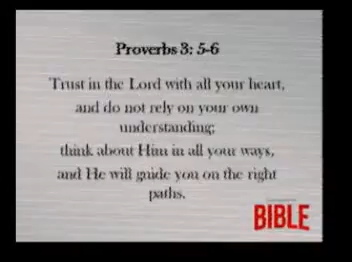 Proverbs 3: 5-6
Trust in the Lord with all your heart,
and do not rely on your own
understanding;
think about Him in all your ways,
and He will guide you on the right
paths.
BIBLE